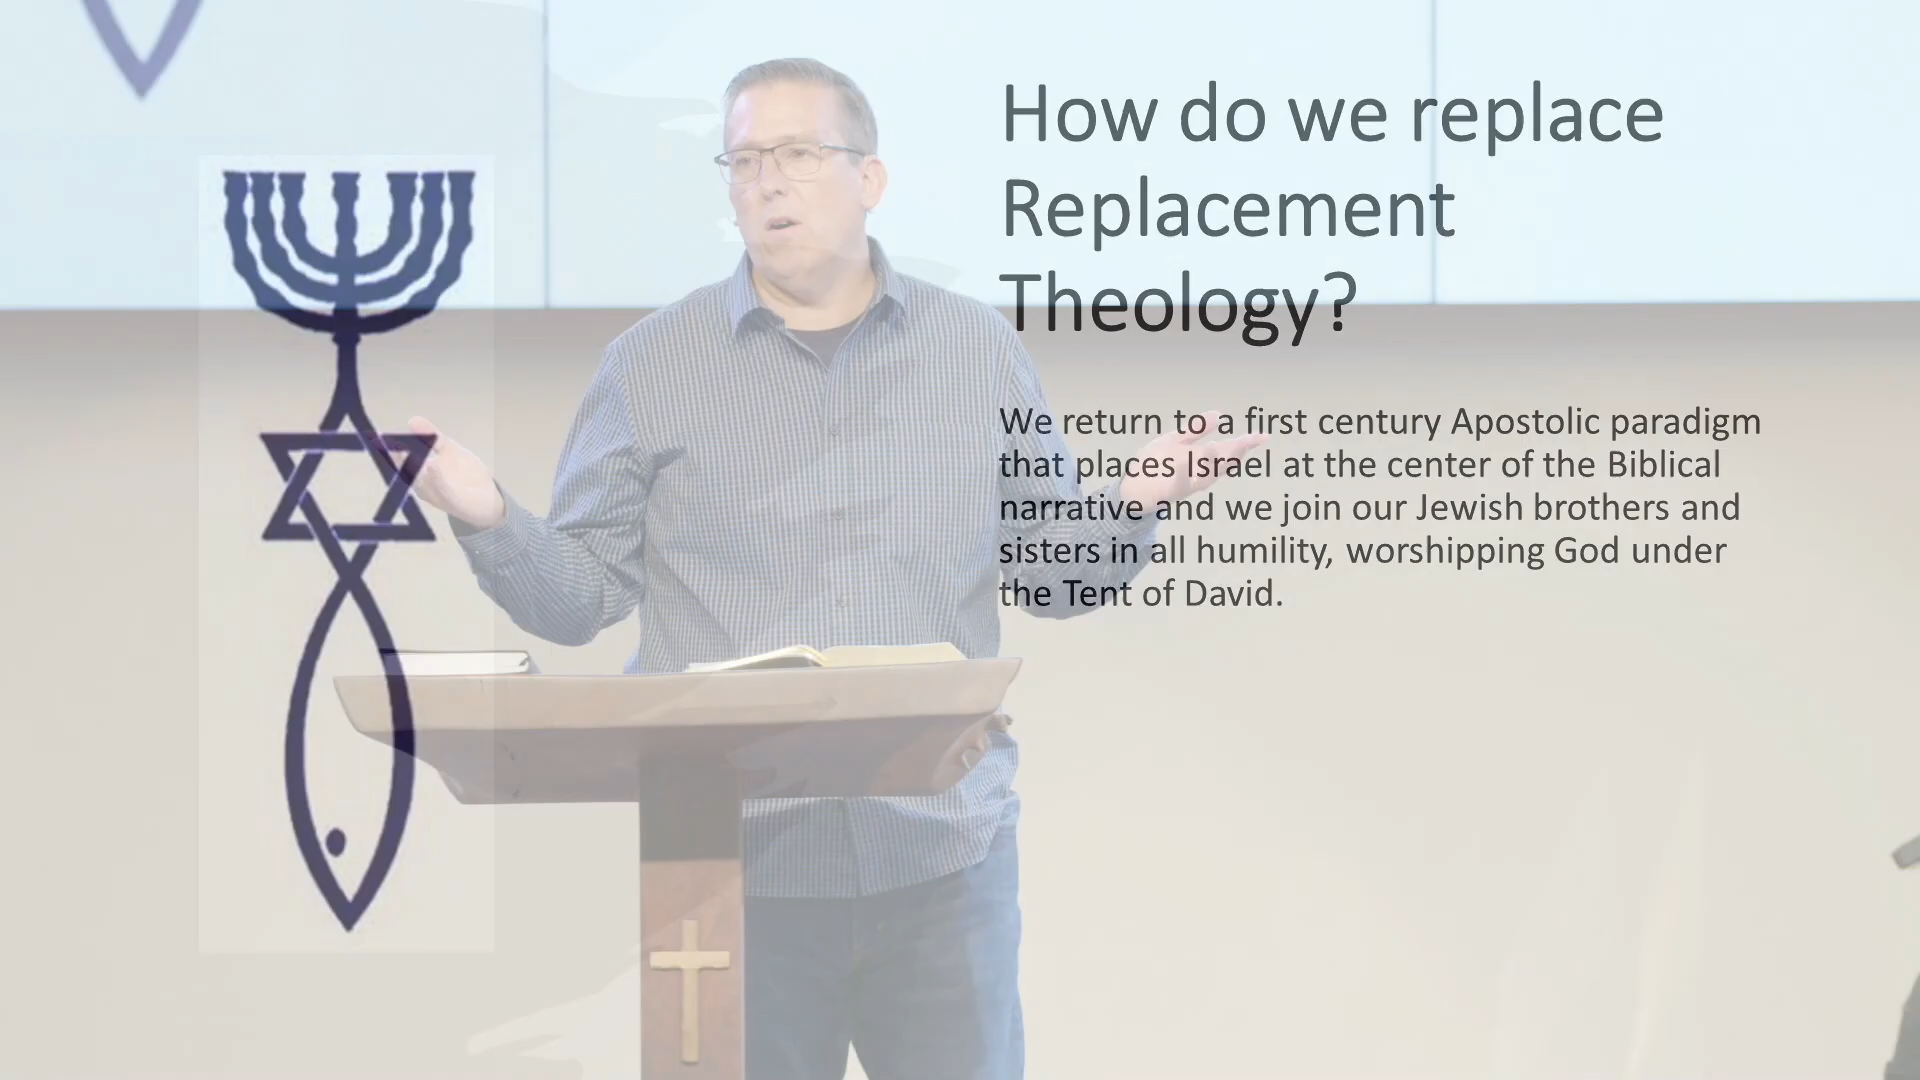 How do we replace
Replacement
Theology?
We return to a first century Apostolic paradigm
that places Israel at the center of the Biblical
narrative and we join our Jewish brothers and
sisters in all humility, worshipping God under
the Tent of David.